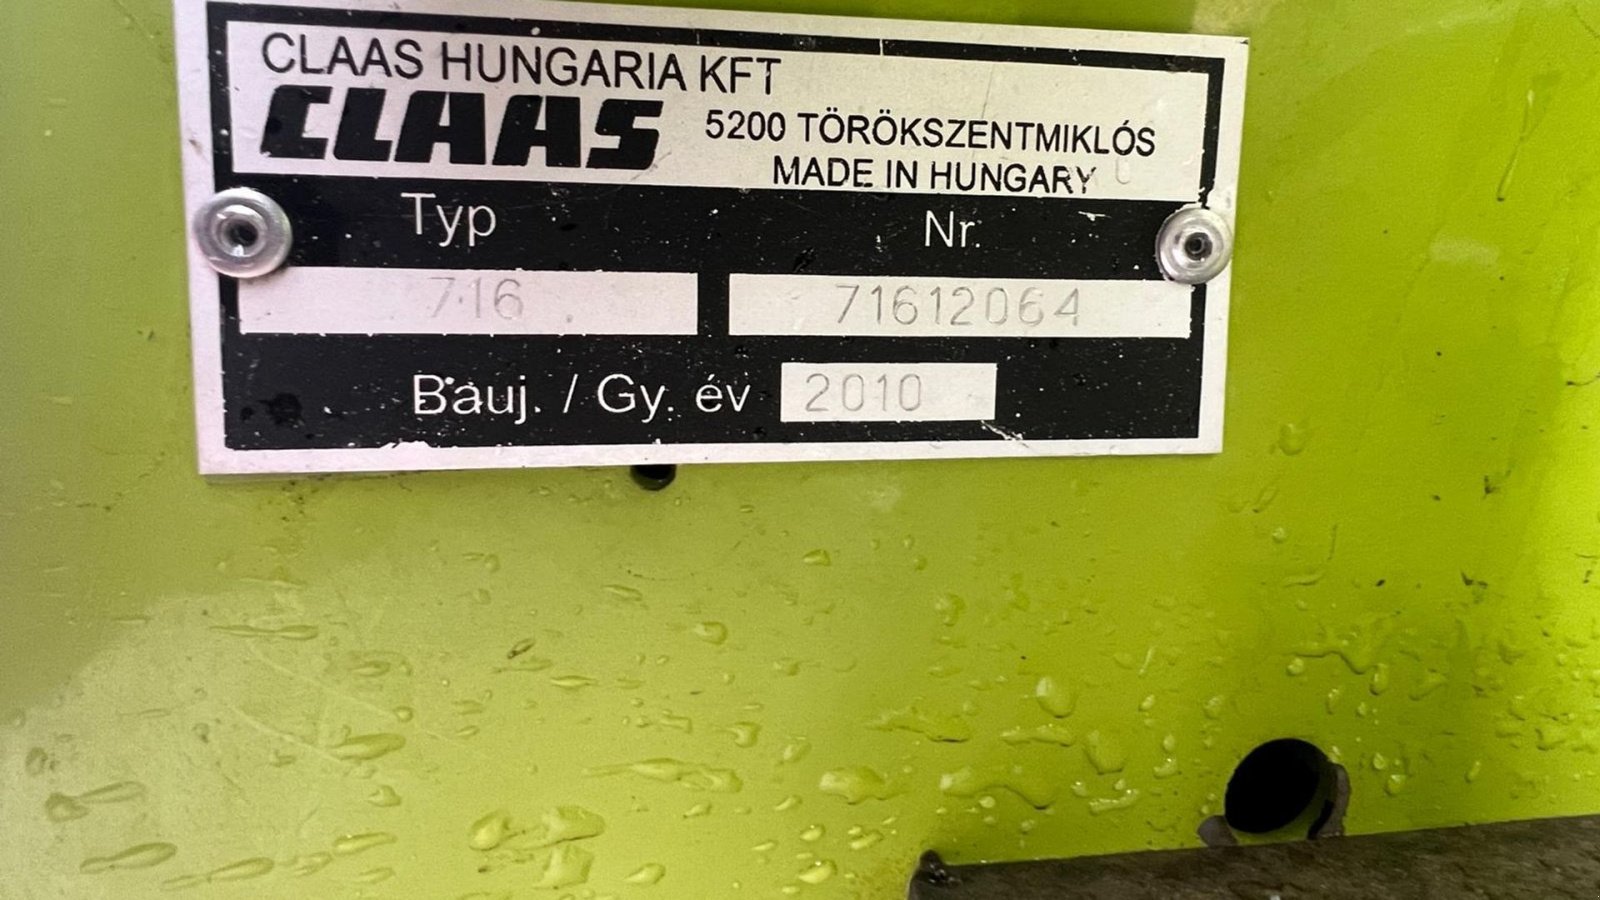 CLAAS HUNGARIA KFT
CLAAS 5200 TÖRÖKSZENTMIKLÓS
MADE IN HUNGARY
Typ Nr.
716 71612064
Bauj. / Gy. év 2010